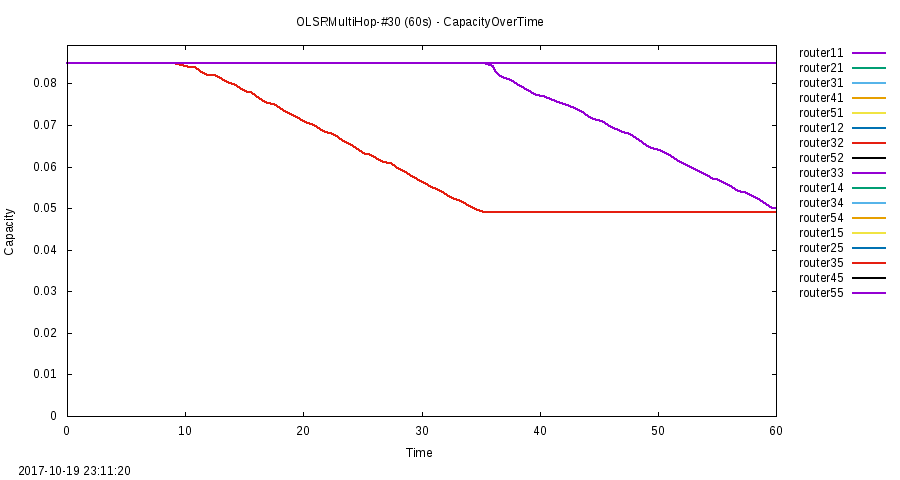 OLSRMultiHop-#30 (60s) - CapacityOverTime
router11
router21
router31
router41
router51
router12
router32
router52
router33
router14
router34
router54
router15
router25
router35
router45
router55
Capacity
0.08
0.07
0.06
0.05
0.04
0.03
0.02
0.01
0
0 10 20 30 40 50 60
Time
2017-10-19 23:11:20